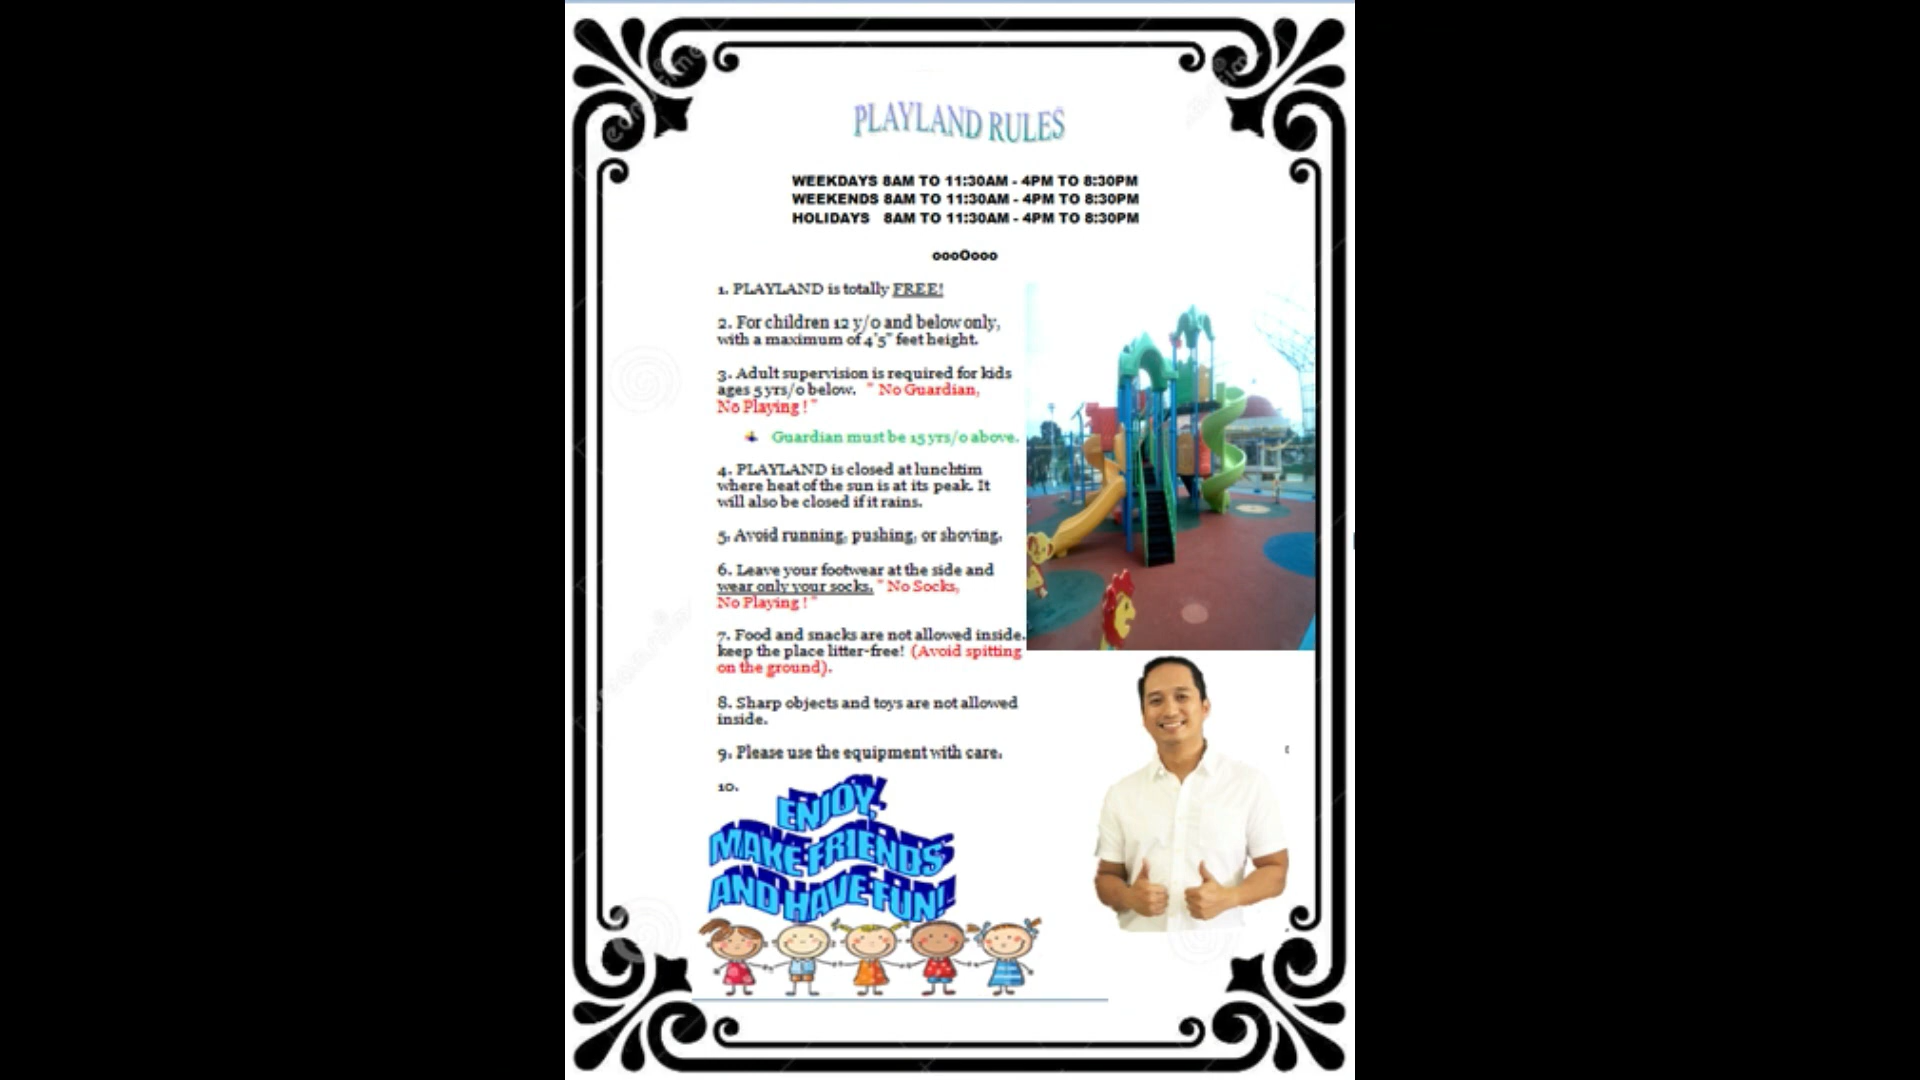 PLAYLAND RULES
WEEKDAYS 8AM TO 11:30AM - 4PM TO 8:30PM
WEEKENDS 8AM TO 11:30AM - 4PM TO 8:30PM
HOLIDAYS 8AM TO 11:30AM - 4PM TO 8:30PM
oooOooo
1. PLAYLAND is totally FREE!
2. For children 12 y/o and below only,
with a maximum of 4'5" feet height.
3. Adult supervision is required for kids
ages 5 yrs/o below. " No Guardian,
No Playing ! "
Guardian must be 15 yrs/o above.
4. PLAYLAND is closed at lunchtim
where heat of the sun is at its peak. It
will also be closed if it rains.
5. Avoid running, pushing, or shoving.
6. Leave your footwear at the side and
wear only your socks. " No Socks,
No Playing ! "
7. Food and snacks are not allowed inside.
keep the place litter-free! (Avoid spitting
on the ground).
8. Sharp objects and toys are not allowed
inside.
9. Please use the equipment with care.
10.
ENJOY,
MAKE FRIENDS
AND HAVE FUN!